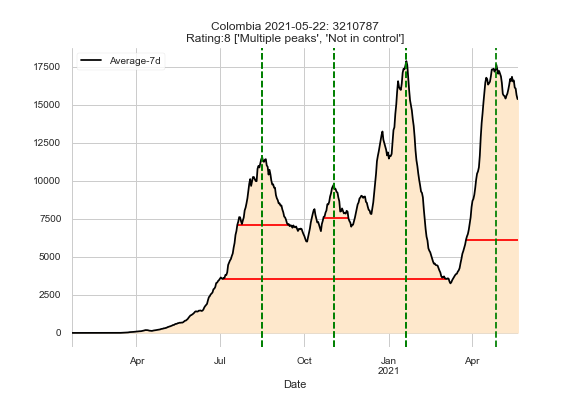 Colombia 2021-05-22: 3210787
Rating:8 ['Multiple peaks', 'Not in control']
Average-7d
17500
15000
12500
10000
7500
5000
2500
0
Apr
Jul
Oct
Jan
2021
Apr
Date